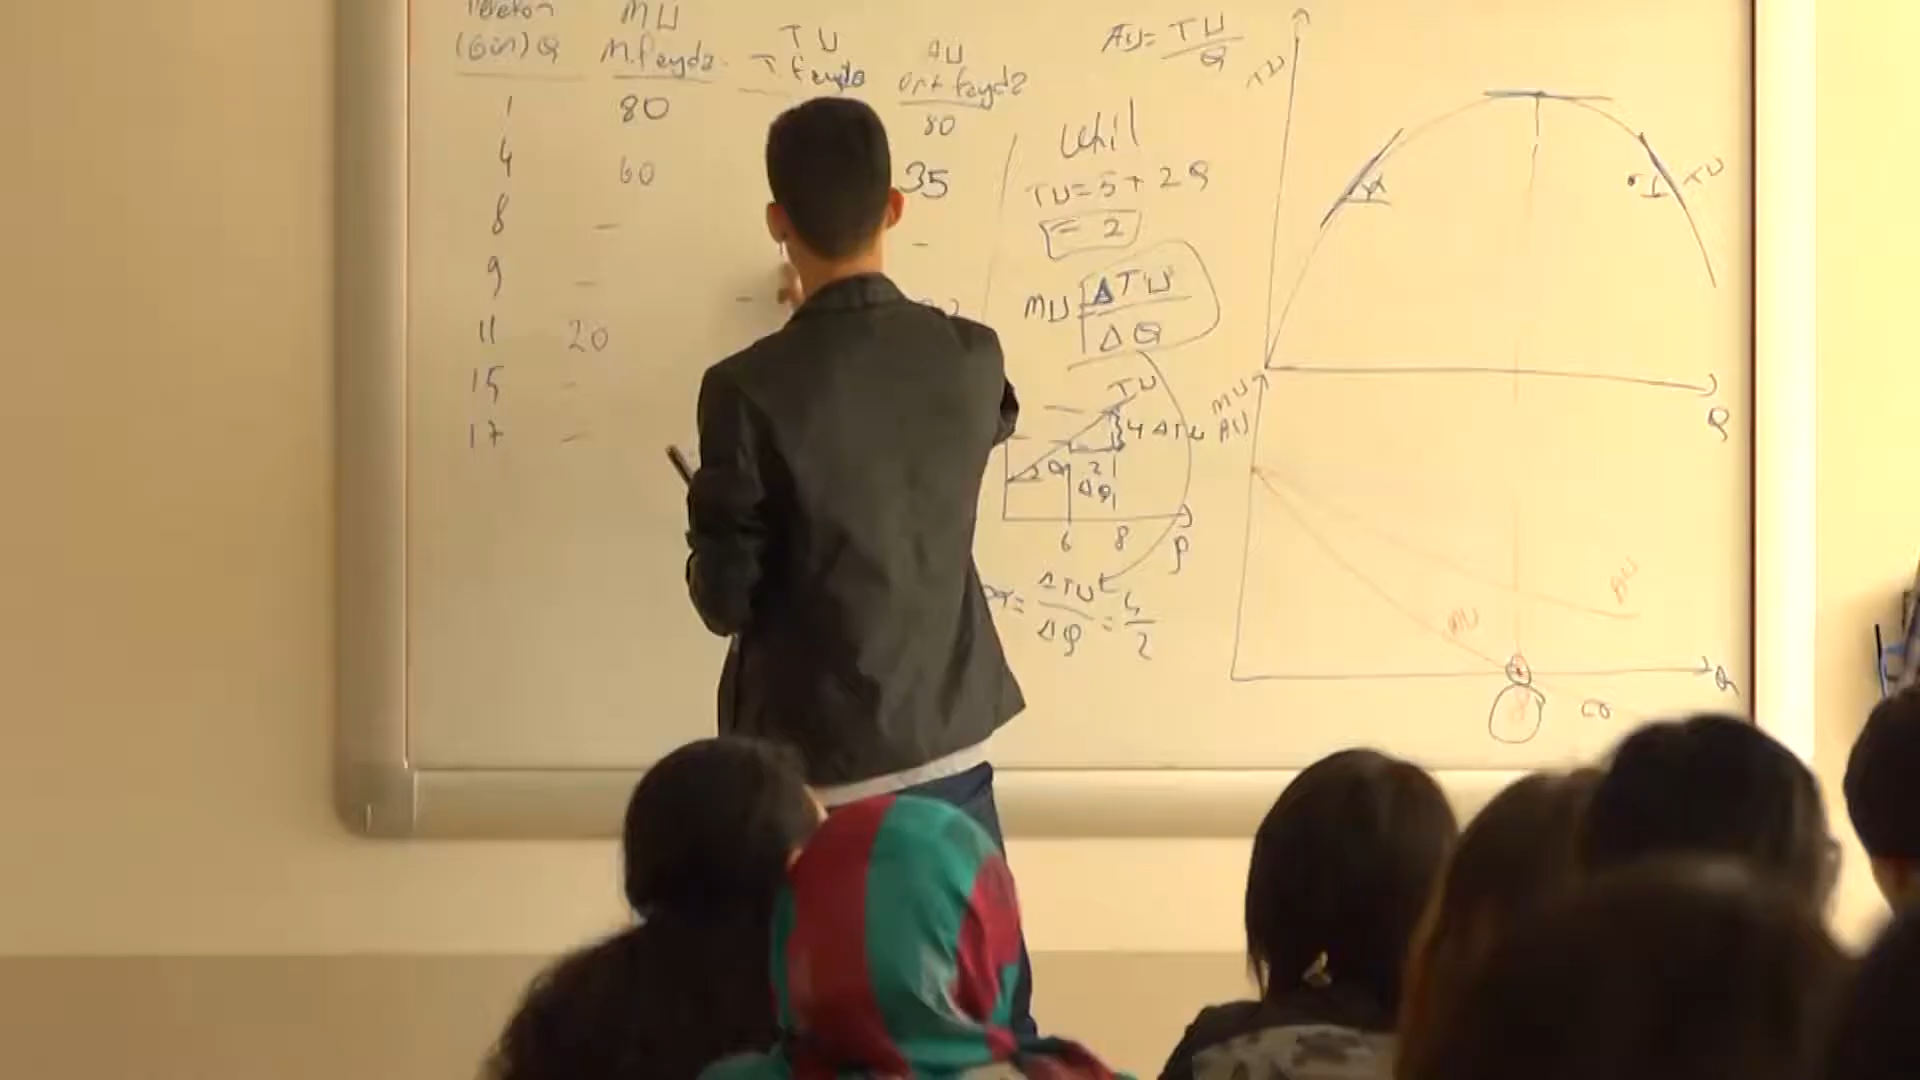 (Gün) Q
MU
M.Fayda
TU
T.Fayda
AU
Ort fayda
1 80 80
4 60 35
8 - -
9 - -
11 20
15 -
17 -
AU = TU / Q
TU = 5 + 2Q
= 2
MU = ΔTU / ΔQ
TU
4 ΔTU
2
ΔQ
6 8
ΔTU / ΔQ = 4 / 2
TU
α
TU
Q
MU
AU
AU
MU
Q